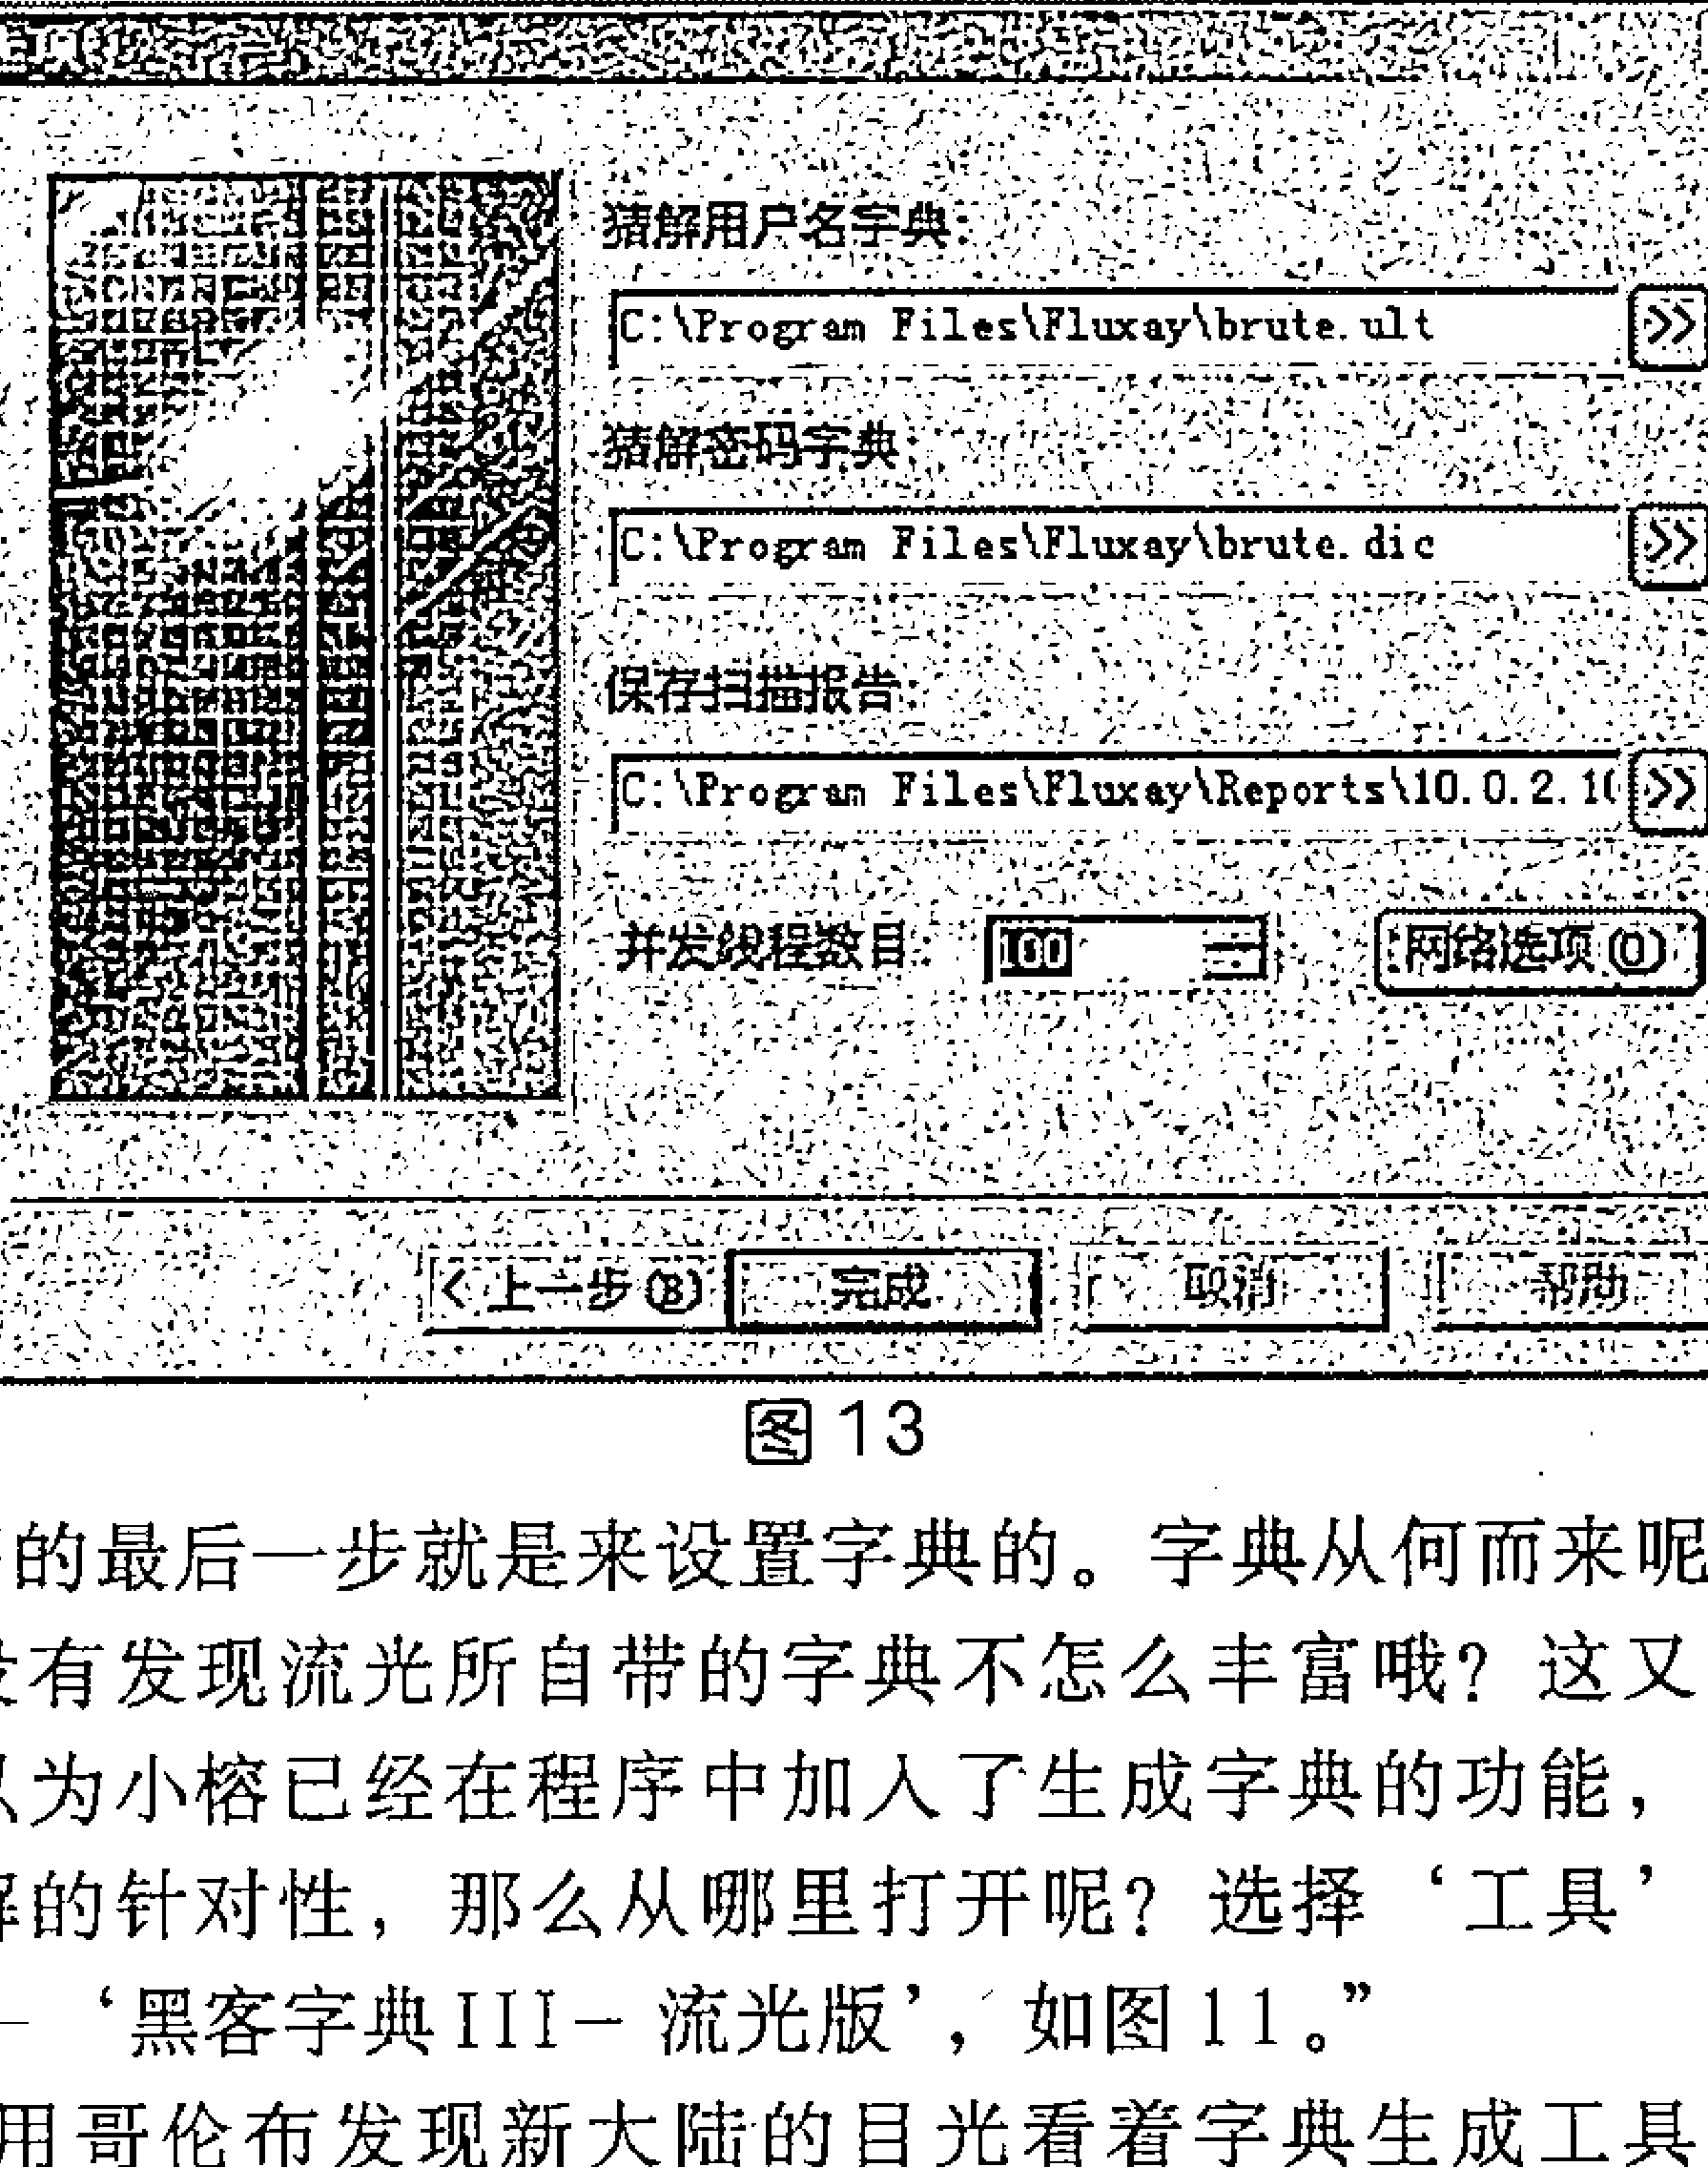 选项
猜解用户名字典:
C:\Program Files\Fluxay\brute.ult
>>
猜解密码字典:
C:\Program Files\Fluxay\brute.dic
>>
保存扫描报告:
C:\Program Files\Fluxay\Reports\10.0.2.10
>>
并发线程数目: 100 网络选项(O)
< 上一步(B) 完成 取消 帮助
图13
的最后一步就是来设置字典的。字典从何而来呢
没有发现流光所自带的字典不怎么丰富哦？这又
以为小榕已经在程序中加入了生成字典的功能，
解的针对性，那么从哪里打开呢？选择‘工具’
—‘黑客字典III－流光版’，如图11。”
用哥伦布发现新大陆的目光看着字典生成工具